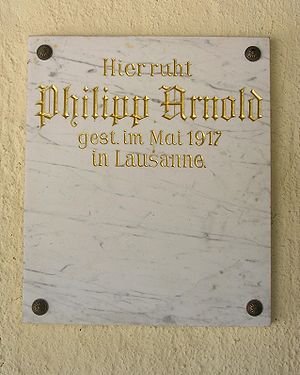 Hier ruht
Philipp Arnold
gest. im Mai 1917
in Lausanne.